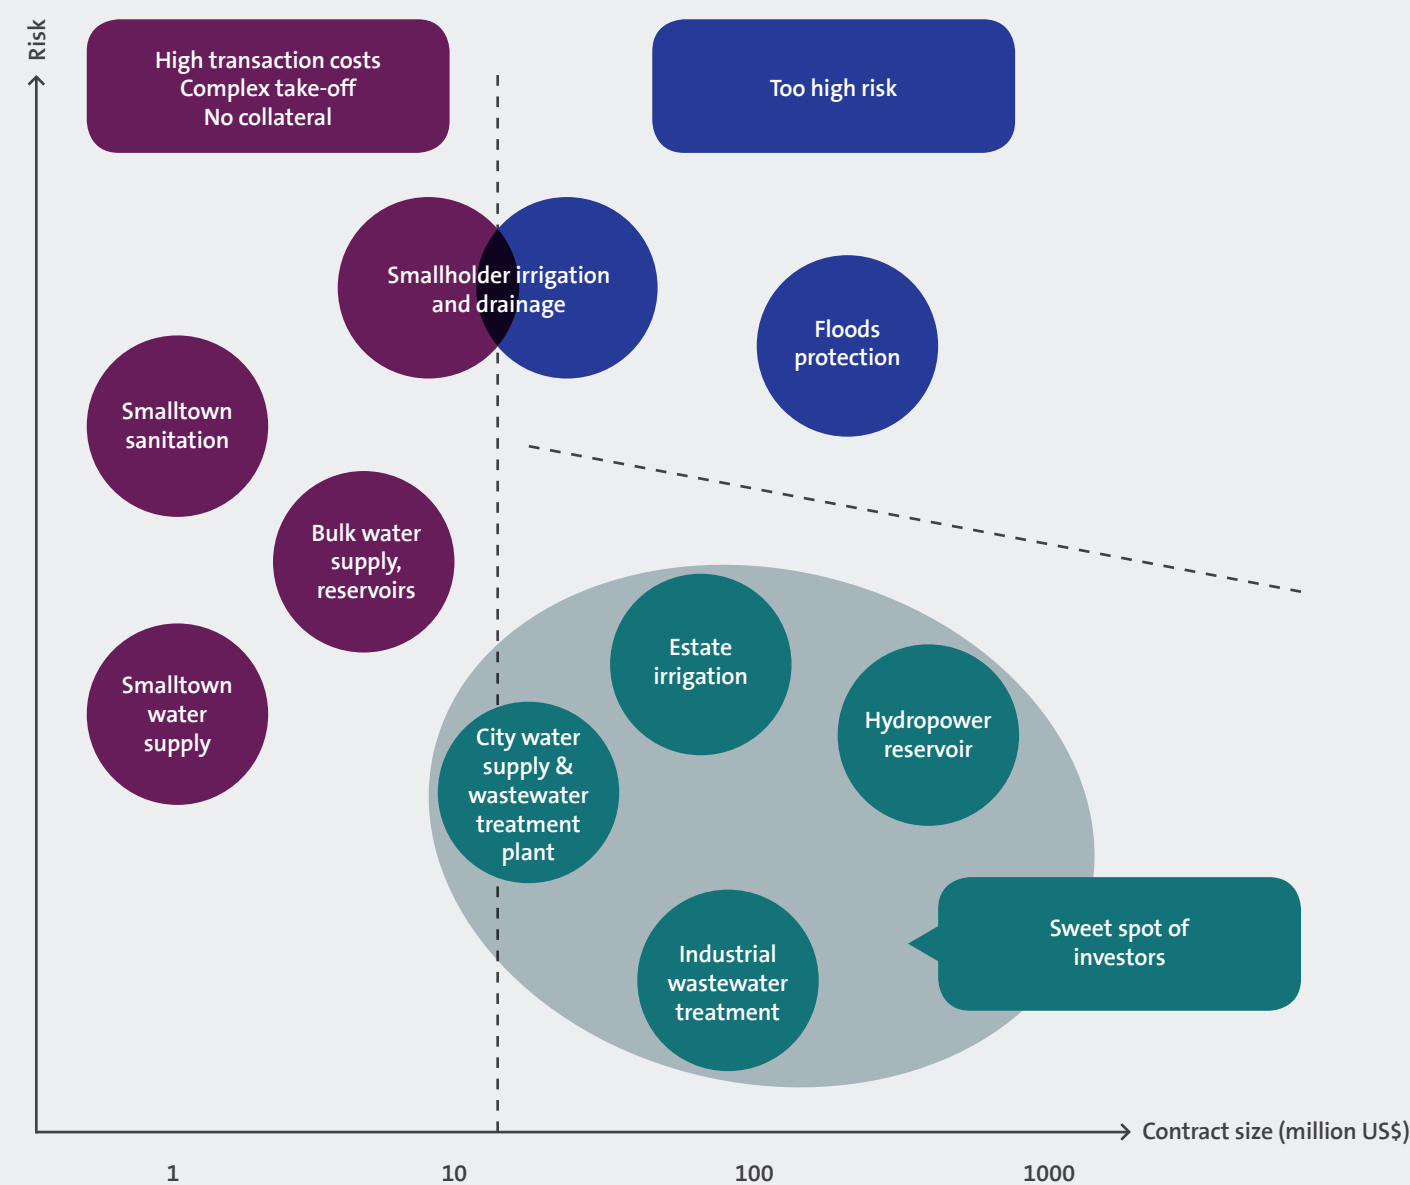 Risk
High transaction costs
Complex take-off
No collateral
Too high risk
Smallholder irrigation
and drainage
Floods
protection
Smalltown
sanitation
Bulk water
supply,
reservoirs
Smalltown
water
supply
Estate
irrigation
Hydropower
reservoir
City water
supply &
wastewater
treatment
plant
Industrial
wastewater
treatment
Sweet spot of
investors
Contract size (million US$)
1
10
100
1000